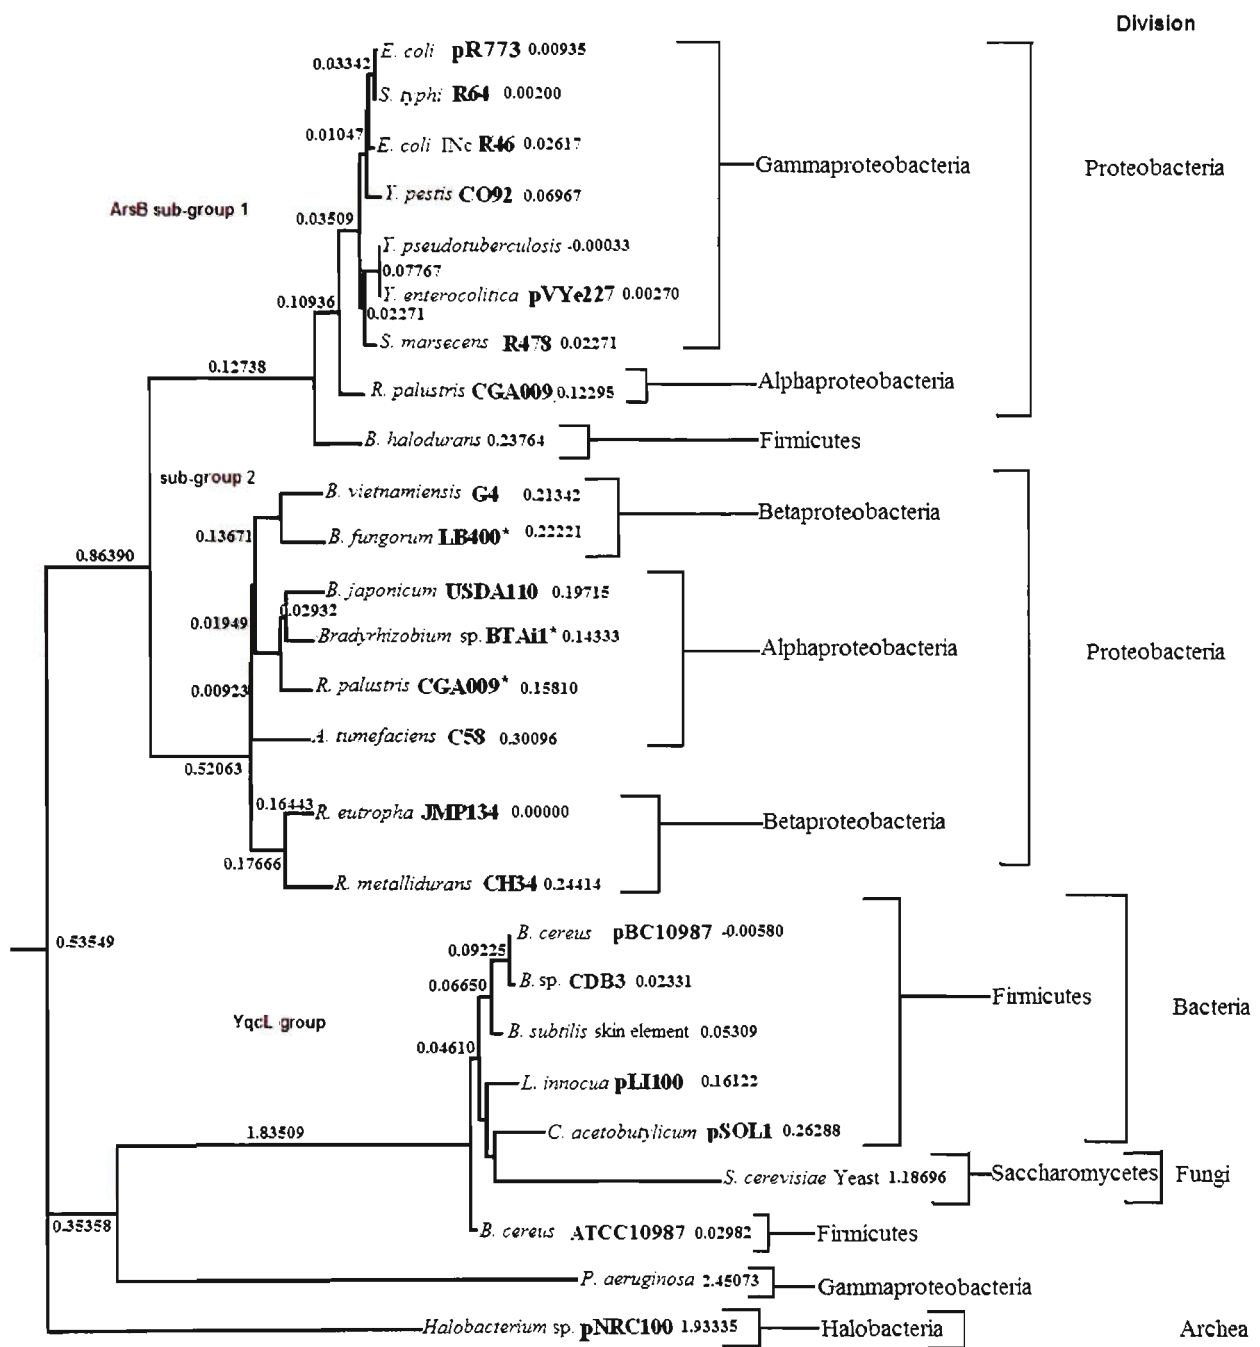 Division
E. coli pR773 0.00935
0.03342
S. typhi R64 0.00200
0.01047
E. coli INc R46 0.02617
Gammaproteobacteria
Proteobacteria
Y. pestis CO92 0.06967
ArsB sub-group 1
0.03509
Y. pseudotuberculosis -0.00033
0.07767
Y. enterocolitica pVYe227 0.00270
0.10936
0.02271
S. marsecens R478 0.02271
0.12738
R. palustris CGA009 0.12295
Alphaproteobacteria
B. halodurans 0.23764
Firmicutes
sub-group 2
B. vietnamiensis G4 0.21342
Betaproteobacteria
0.13671
B. fungorum LB400* 0.22221
0.86390
B. japonicum USDA110 0.19715
0.02932
0.01949
Bradyrhizobium sp. BTAi1* 0.14333
Alphaproteobacteria
Proteobacteria
0.00923
R. palustris CGA009* 0.15810
A. tumefaciens C58 0.30096
0.52063
0.16443
R. eutropha JMP134 0.00000
Betaproteobacteria
0.17666
R. metallidurans CH34 0.24414
0.53549
B. cereus pBC10987 -0.00580
0.09225
B. sp. CDB3 0.02331
0.06650
Firmicutes
Bacteria
YqcL group
B. subtilis skin element 0.05309
0.04610
L. innocua pLI100 0.16122
1.83509
C. acetobutylicum pSOL1 0.26288
S. cerevisiae Yeast 1.18696
Saccharomycetes
Fungi
0.35358
B. cereus ATCC10987 0.02982
Firmicutes
P. aeruginosa 2.45073
Gammaproteobacteria
Halobacterium sp. pNRC100 1.93335
Halobacteria
Archea